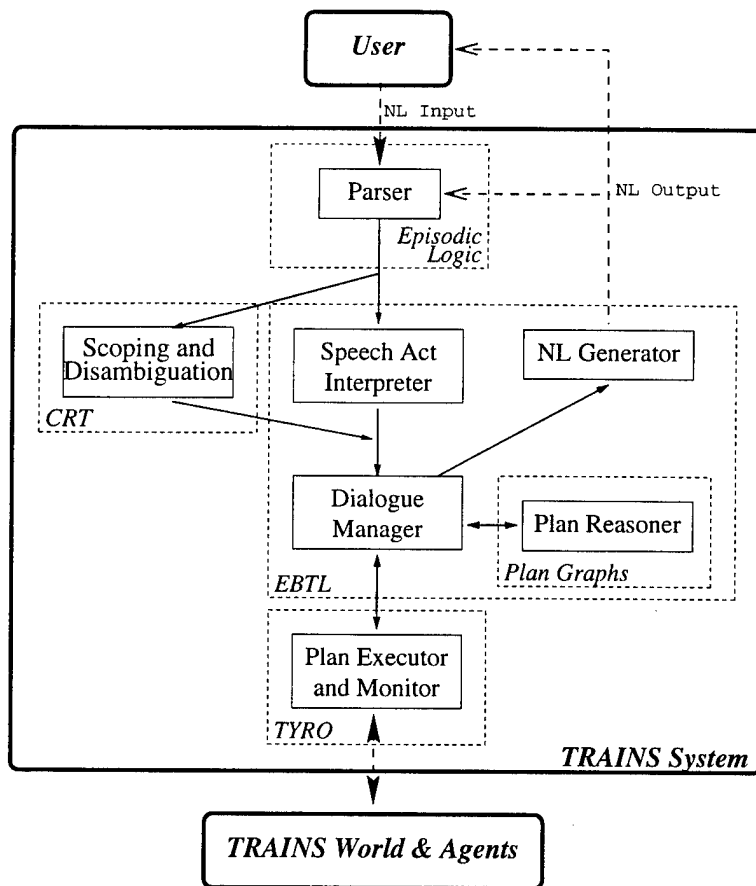 User
NL Input
Parser
NL Output
Episodic
Logic
Scoping and
Disambiguation
CRT
Speech Act
Interpreter
NL Generator
Dialogue
Manager
Plan Reasoner
Plan Graphs
EBTL
Plan Executor
and Monitor
TYRO
TRAINS System
TRAINS World & Agents